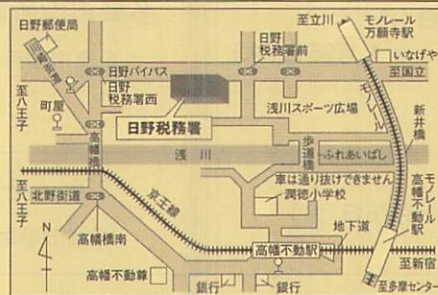 至立川
モノレール
万願寺駅
日野郵便局
日野
税務署前
いなげや
日野バイパス
至国立
日野
税務署西
モノレール
至八王子
町屋
浅川スポーツ広場
新井橋
日野税務署
高幡橋
浅川
歩道橋
ふれあいばし
車は通り抜けできません
モノレール
高幡不動駅
至八王子
北野街道
京王線
潤徳小学校
地下道
高幡橋南
高幡不動駅
至新宿
N
高幡不動尊
銀行
銀行
至多摩センター